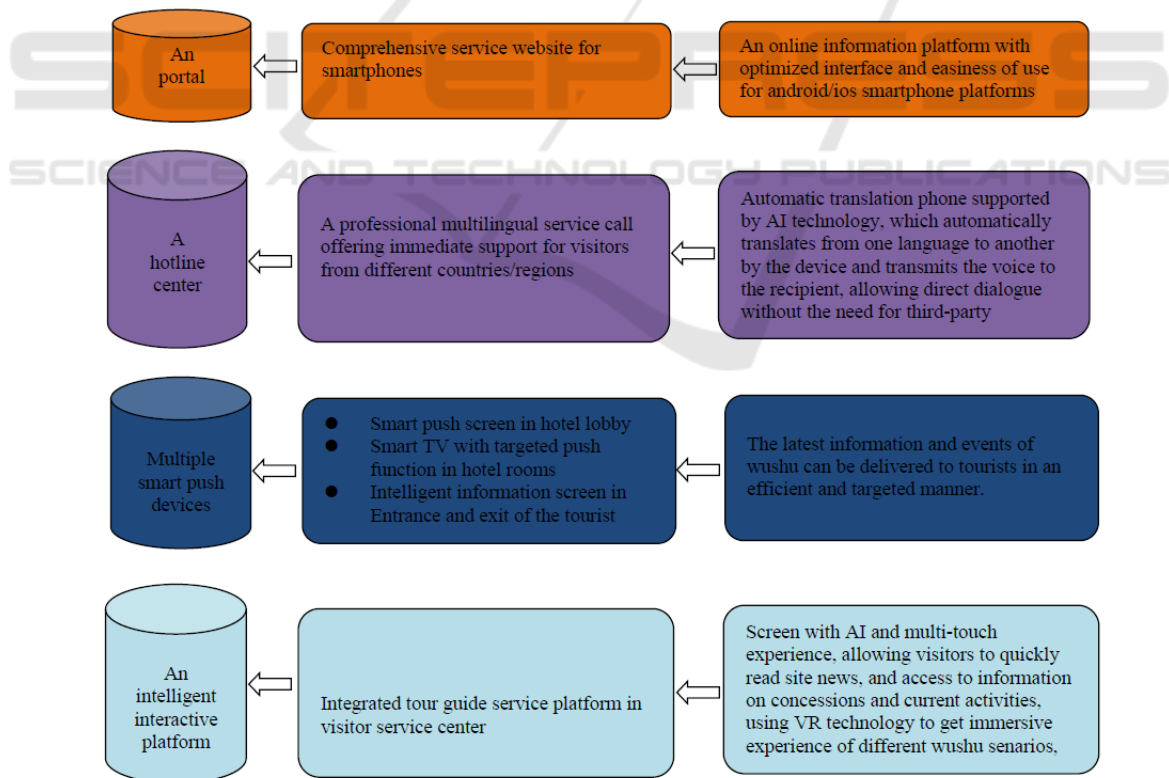 SCITEPRESS
SCIENCE AND TECHNOLOGY PUBLICATIONS
An
portal
Comprehensive service website for
smartphones
An online information platform with
optimized interface and easiness of use
for android/ios smartphone platforms
A
hotline
center
A professional multilingual service call
offering immediate support for visitors
from different countries/regions
Automatic translation phone supported
by AI technology, which automatically
translates from one language to another
by the device and transmits the voice to
the recipient, allowing direct dialogue
without the need for third-party
Multiple
smart push
devices
● Smart push screen in hotel lobby
● Smart TV with targeted push
function in hotel rooms
● Intelligent information screen in
Entrance and exit of the tourist
The latest information and events of
wushu can be delivered to tourists in an
efficient and targeted manner.
An
intelligent
interactive
platform
Integrated tour guide service platform in
visitor service center
Screen with AI and multi-touch
experience, allowing visitors to quickly
read site news, and access to information
on concessions and current activities,
using VR technology to get immersive
experience of different wushu senarios,